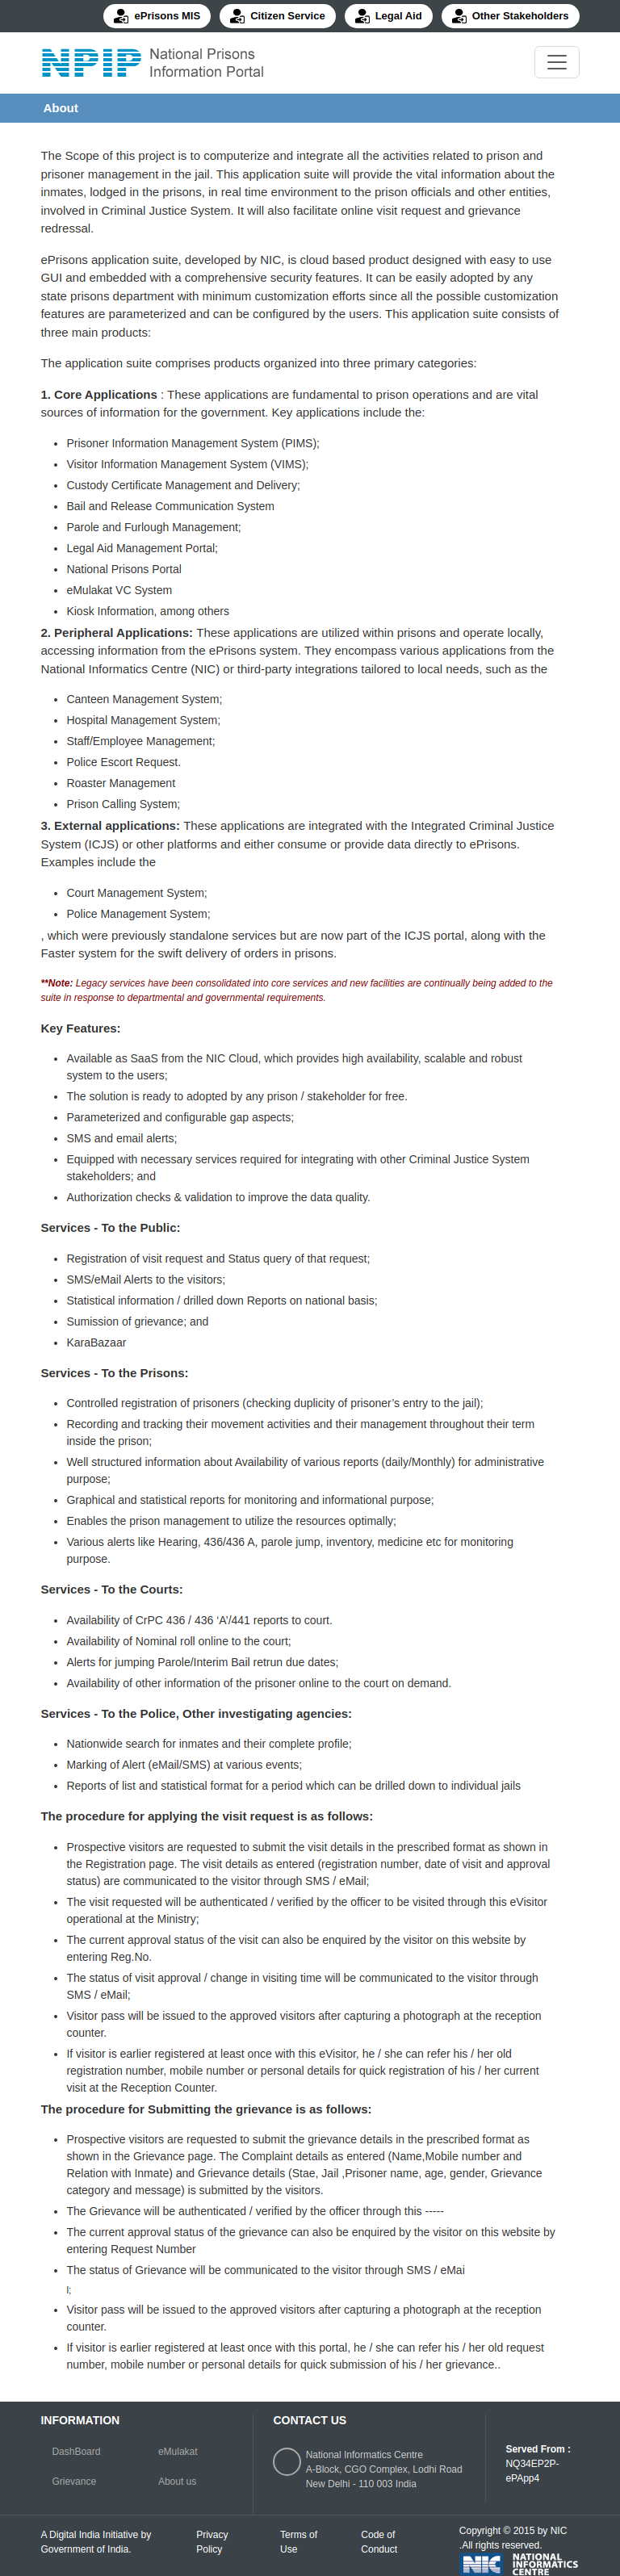 ePrisons MIS
Citizen Service
Legal Aid
Other Stakeholders
NPIP
National Prisons
Information Portal
About
The Scope of this project is to computerize and integrate all the activities related to prison and
prisoner management in the jail. This application suite will provide the vital information about the
inmates, lodged in the prisons, in real time environment to the prison officials and other entities,
involved in Criminal Justice System. It will also facilitate online visit request and grievance
redressal.
ePrisons application suite, developed by NIC, is cloud based product designed with easy to use
GUI and embedded with a comprehensive security features. It can be easily adopted by any
state prisons department with minimum customization efforts since all the possible customization
features are parameterized and can be configured by the users. This application suite consists of
three main products:
The application suite comprises products organized into three primary categories:
1. Core Applications : These applications are fundamental to prison operations and are vital
sources of information for the government. Key applications include the:
• Prisoner Information Management System (PIMS);
• Visitor Information Management System (VIMS);
• Custody Certificate Management and Delivery;
• Bail and Release Communication System
• Parole and Furlough Management;
• Legal Aid Management Portal;
• National Prisons Portal
• eMulakat VC System
• Kiosk Information, among others
2. Peripheral Applications: These applications are utilized within prisons and operate locally,
accessing information from the ePrisons system. They encompass various applications from the
National Informatics Centre (NIC) or third-party integrations tailored to local needs, such as the
• Canteen Management System;
• Hospital Management System;
• Staff/Employee Management;
• Police Escort Request.
• Roaster Management
• Prison Calling System;
3. External applications: These applications are integrated with the Integrated Criminal Justice
System (ICJS) or other platforms and either consume or provide data directly to ePrisons.
Examples include the
• Court Management System;
• Police Management System;
, which were previously standalone services but are now part of the ICJS portal, along with the
Faster system for the swift delivery of orders in prisons.
**Note: Legacy services have been consolidated into core services and new facilities are continually being added to the
suite in response to departmental and governmental requirements.
Key Features:
• Available as SaaS from the NIC Cloud, which provides high availability, scalable and robust
system to the users;
• The solution is ready to adopted by any prison / stakeholder for free.
• Parameterized and configurable gap aspects;
• SMS and email alerts;
• Equipped with necessary services required for integrating with other Criminal Justice System
stakeholders; and
• Authorization checks & validation to improve the data quality.
Services - To the Public:
• Registration of visit request and Status query of that request;
• SMS/eMail Alerts to the visitors;
• Statistical information / drilled down Reports on national basis;
• Sumission of grievance; and
• KaraBazaar
Services - To the Prisons:
• Controlled registration of prisoners (checking duplicity of prisoner’s entry to the jail);
• Recording and tracking their movement activities and their management throughout their term
inside the prison;
• Well structured information about Availability of various reports (daily/Monthly) for administrative
purpose;
• Graphical and statistical reports for monitoring and informational purpose;
• Enables the prison management to utilize the resources optimally;
• Various alerts like Hearing, 436/436 A, parole jump, inventory, medicine etc for monitoring
purpose.
Services - To the Courts:
• Availability of CrPC 436 / 436 ‘A’/441 reports to court.
• Availability of Nominal roll online to the court;
• Alerts for jumping Parole/Interim Bail retrun due dates;
• Availability of other information of the prisoner online to the court on demand.
Services - To the Police, Other investigating agencies:
• Nationwide search for inmates and their complete profile;
• Marking of Alert (eMail/SMS) at various events;
• Reports of list and statistical format for a period which can be drilled down to individual jails
The procedure for applying the visit request is as follows:
• Prospective visitors are requested to submit the visit details in the prescribed format as shown in
the Registration page. The visit details as entered (registration number, date of visit and approval
status) are communicated to the visitor through SMS / eMail;
• The visit requested will be authenticated / verified by the officer to be visited through this eVisitor
operational at the Ministry;
• The current approval status of the visit can also be enquired by the visitor on this website by
entering Reg.No.
• The status of visit approval / change in visiting time will be communicated to the visitor through
SMS / eMail;
• Visitor pass will be issued to the approved visitors after capturing a photograph at the reception
counter.
• If visitor is earlier registered at least once with this eVisitor, he / she can refer his / her old
registration number, mobile number or personal details for quick registration of his / her current
visit at the Reception Counter.
The procedure for Submitting the grievance is as follows:
• Prospective visitors are requested to submit the grievance details in the prescribed format as
shown in the Grievance page. The Complaint details as entered (Name,Mobile number and
Relation with Inmate) and Grievance details (Stae, Jail ,Prisoner name, age, gender, Grievance
category and message) is submitted by the visitors.
• The Grievance will be authenticated / verified by the officer through this -----
• The current approval status of the grievance can also be enquired by the visitor on this website by
entering Request Number
• The status of Grievance will be communicated to the visitor through SMS / eMai
l;
• Visitor pass will be issued to the approved visitors after capturing a photograph at the reception
counter.
• If visitor is earlier registered at least once with this portal, he / she can refer his / her old request
number, mobile number or personal details for quick submission of his / her grievance..
INFORMATION
DashBoard
eMulakat
Grievance
About us
CONTACT US
National Informatics Centre
A-Block, CGO Complex, Lodhi Road
New Delhi - 110 003 India
Served From :
NQ34EP2P-
ePApp4
A Digital India Initiative by
Government of India.
Privacy
Policy
Terms of
Use
Code of
Conduct
Copyright © 2015 by NIC
.All rights reserved.
NIC
NATIONAL
INFORMATICS
CENTRE